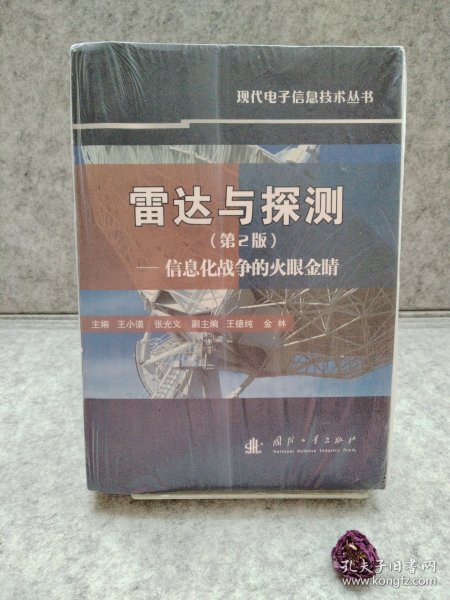 现代电子信息技术丛书
雷达与探测
(第2版)
——信息化战争的火眼金睛
主编 王小谟 张光义 副主编 王德纯 金林
国防工业出版社
National Defense Industry Press
孔夫子旧书网
www.kongfz.com